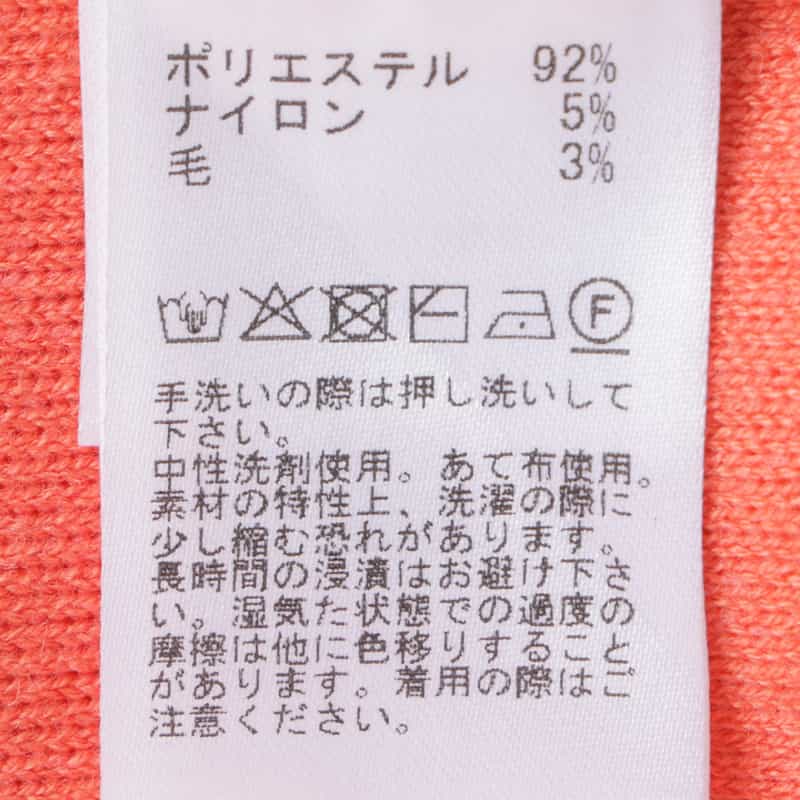 ポリエステル 92%
ナイロン 5%
毛 3%
F
手洗いの際は押し洗いして
下さい。
中性洗剤使用。あて布使用。
素材の特性上、洗濯の際に
少し縮む恐れがあります。
長時間の浸漬はお避け下さ
い。湿気た状態での過度の
摩擦は他に色移りすること
があります。着用の際はご
注意ください。